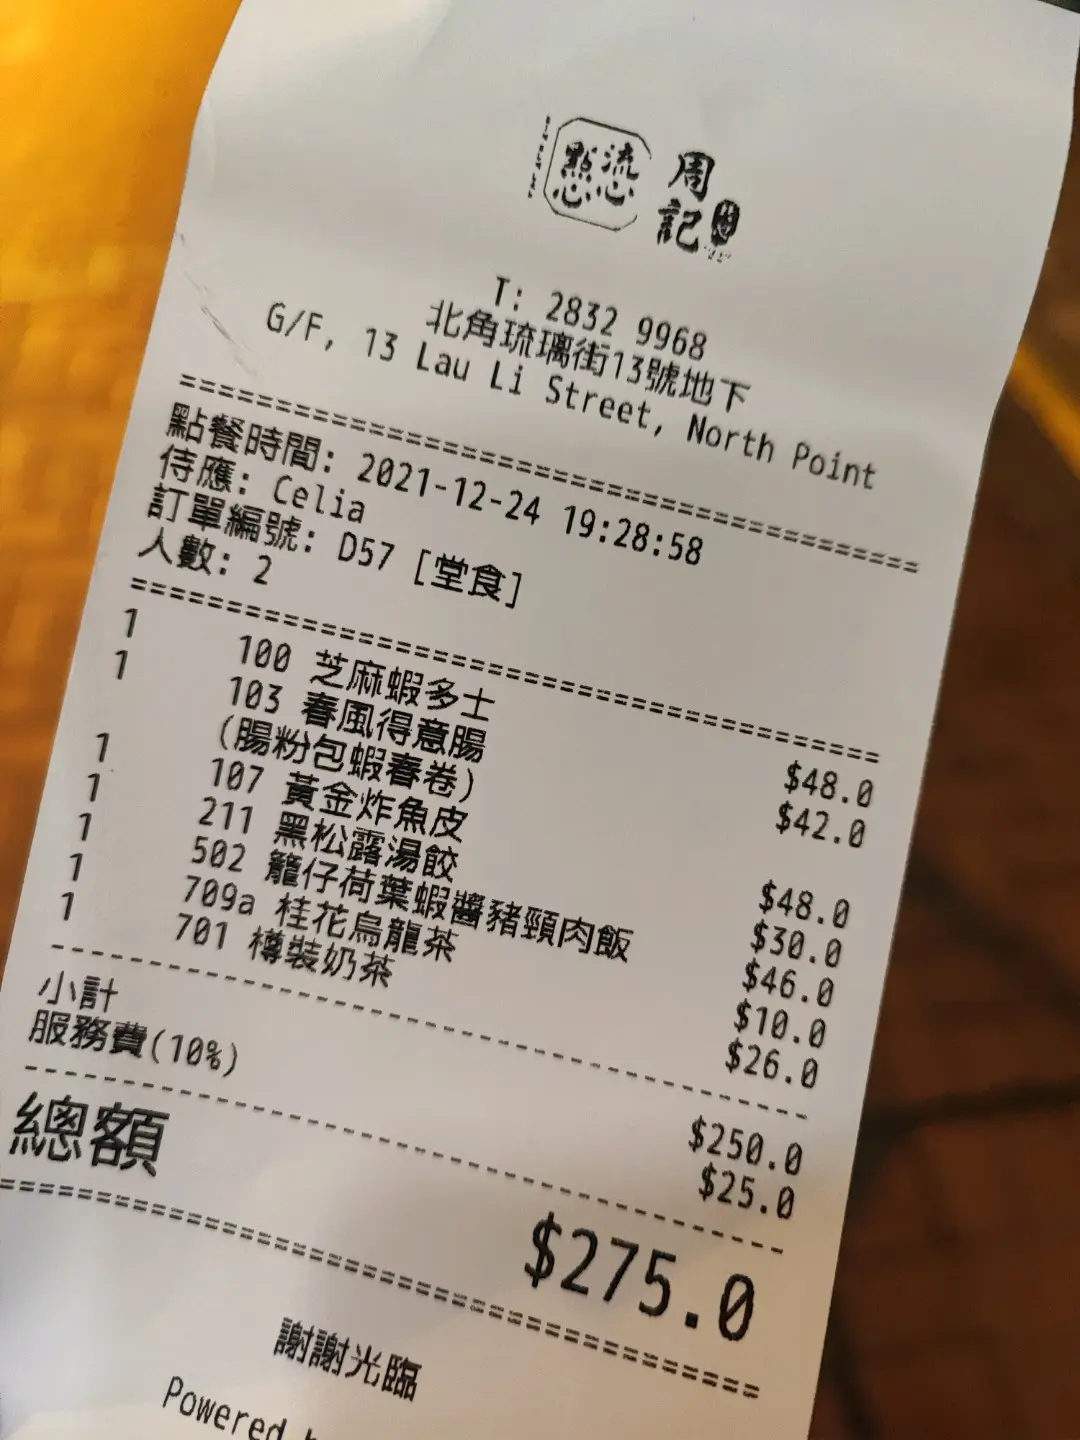 流心
點心
周記
T: 2832 9968
北角琉璃街13號地下
G/F, 13 Lau Li Street, North Point
點餐時間: 2021-12-24 19:28:58
侍應: Celia
訂單編號: D57 [堂食]
人數: 2
1 100 芝麻蝦多士 $48.0
1 103 春風得意腸 $42.0
(腸粉包蝦春卷)
1 107 黃金炸魚皮 $48.0
1 211 黑松露湯餃 $30.0
1 502 籠仔荷葉蝦醬豬頸肉飯 $46.0
1 709a 桂花烏龍茶 $10.0
1 701 樽裝奶茶 $26.0
小計 $250.0
服務費(10%) $25.0
總額 $275.0
謝謝光臨
Powered